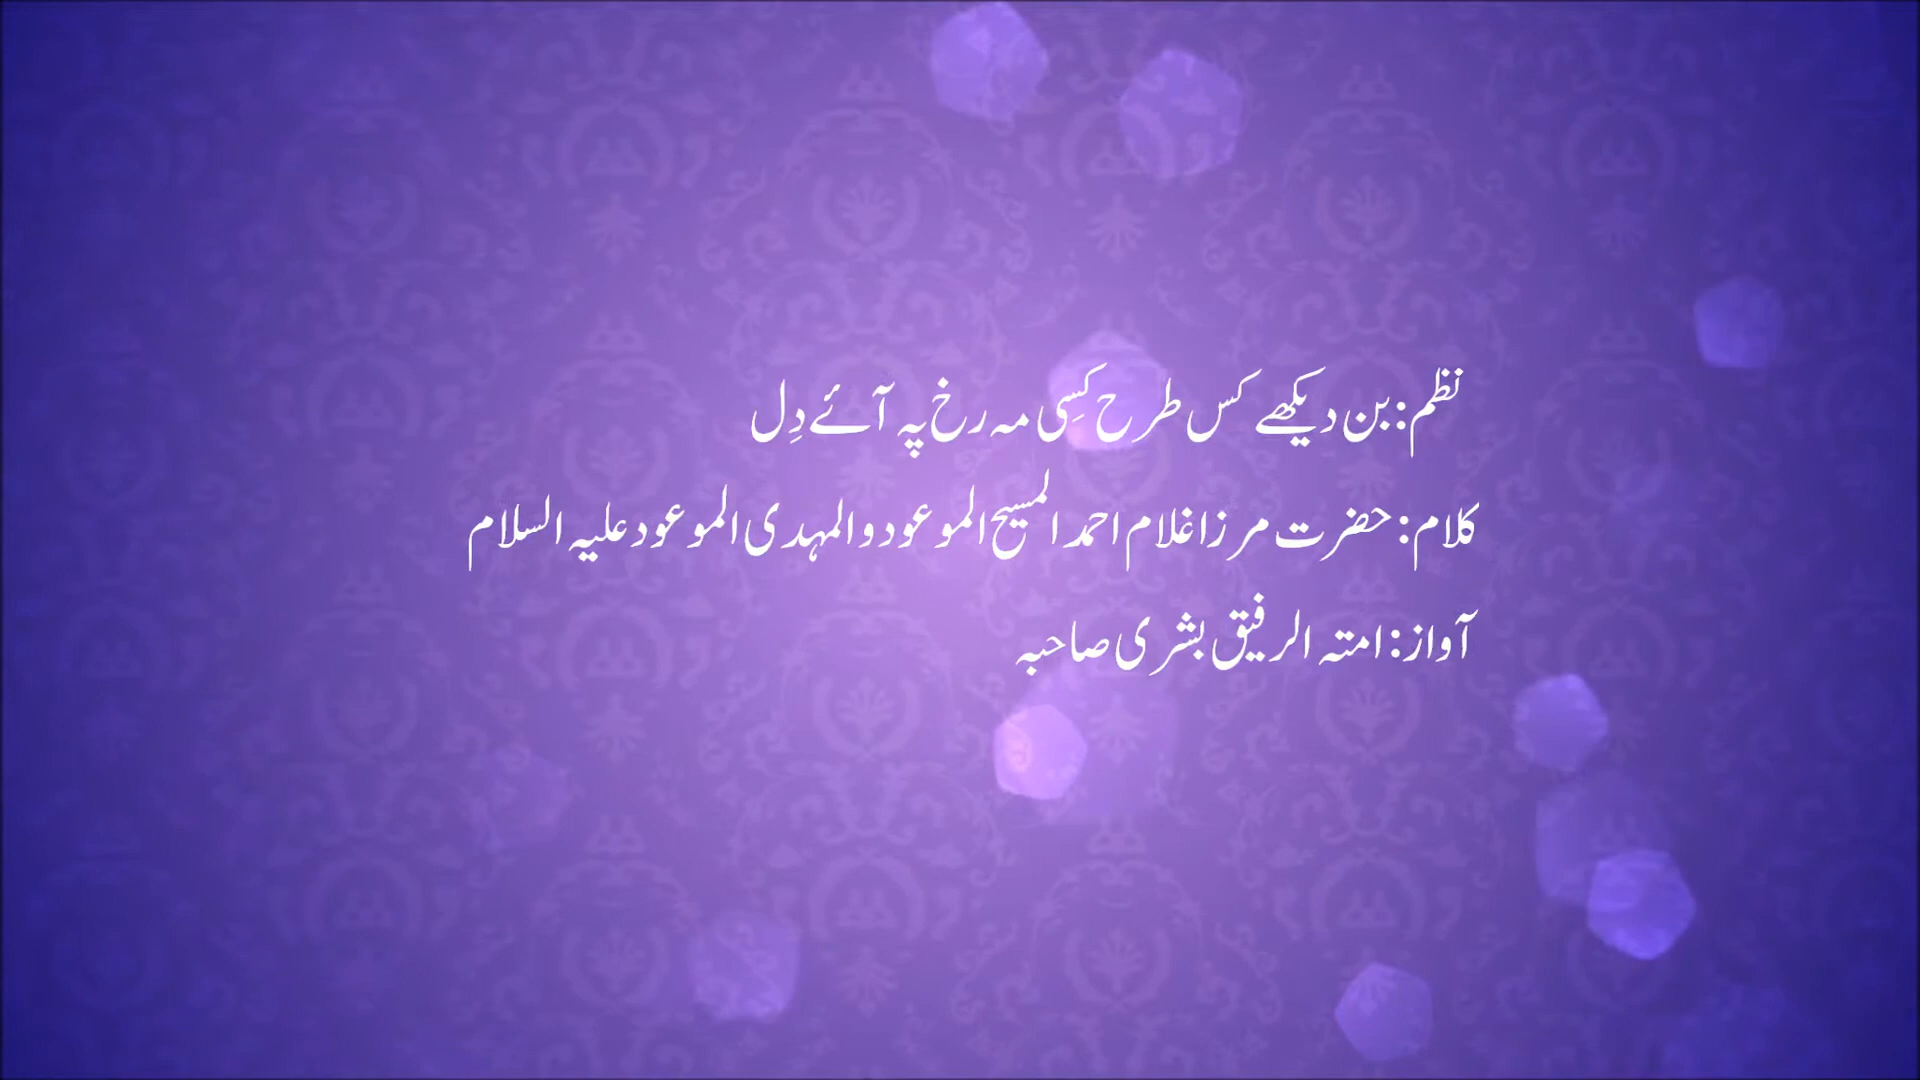 نظم: بن دیکھے کس طرح کسِی مہ رخ پہ آئے دِل
کلام: حضرت مرزا غلام احمد المسیح الموعود والمہدی الموعود علیہ السلام
آواز: امتہ الرفیق بشری صاحبہ